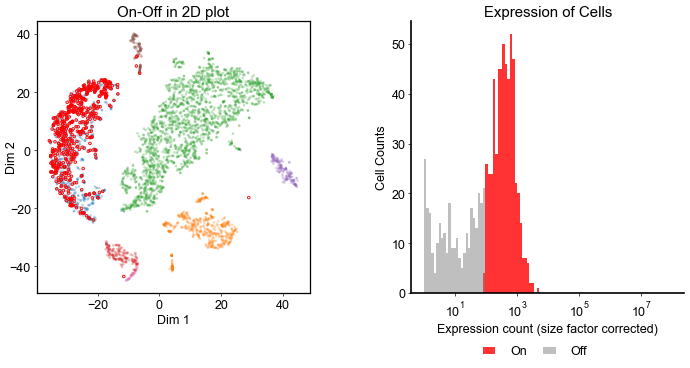 On-Off in 2D plot
40
20
0
−20
−40
Dim 2
−20 0 20 40
Dim 1
Expression of Cells
50
40
30
20
10
0
Cell Counts
10^1 10^3 10^5 10^7
Expression count (size factor corrected)
On Off